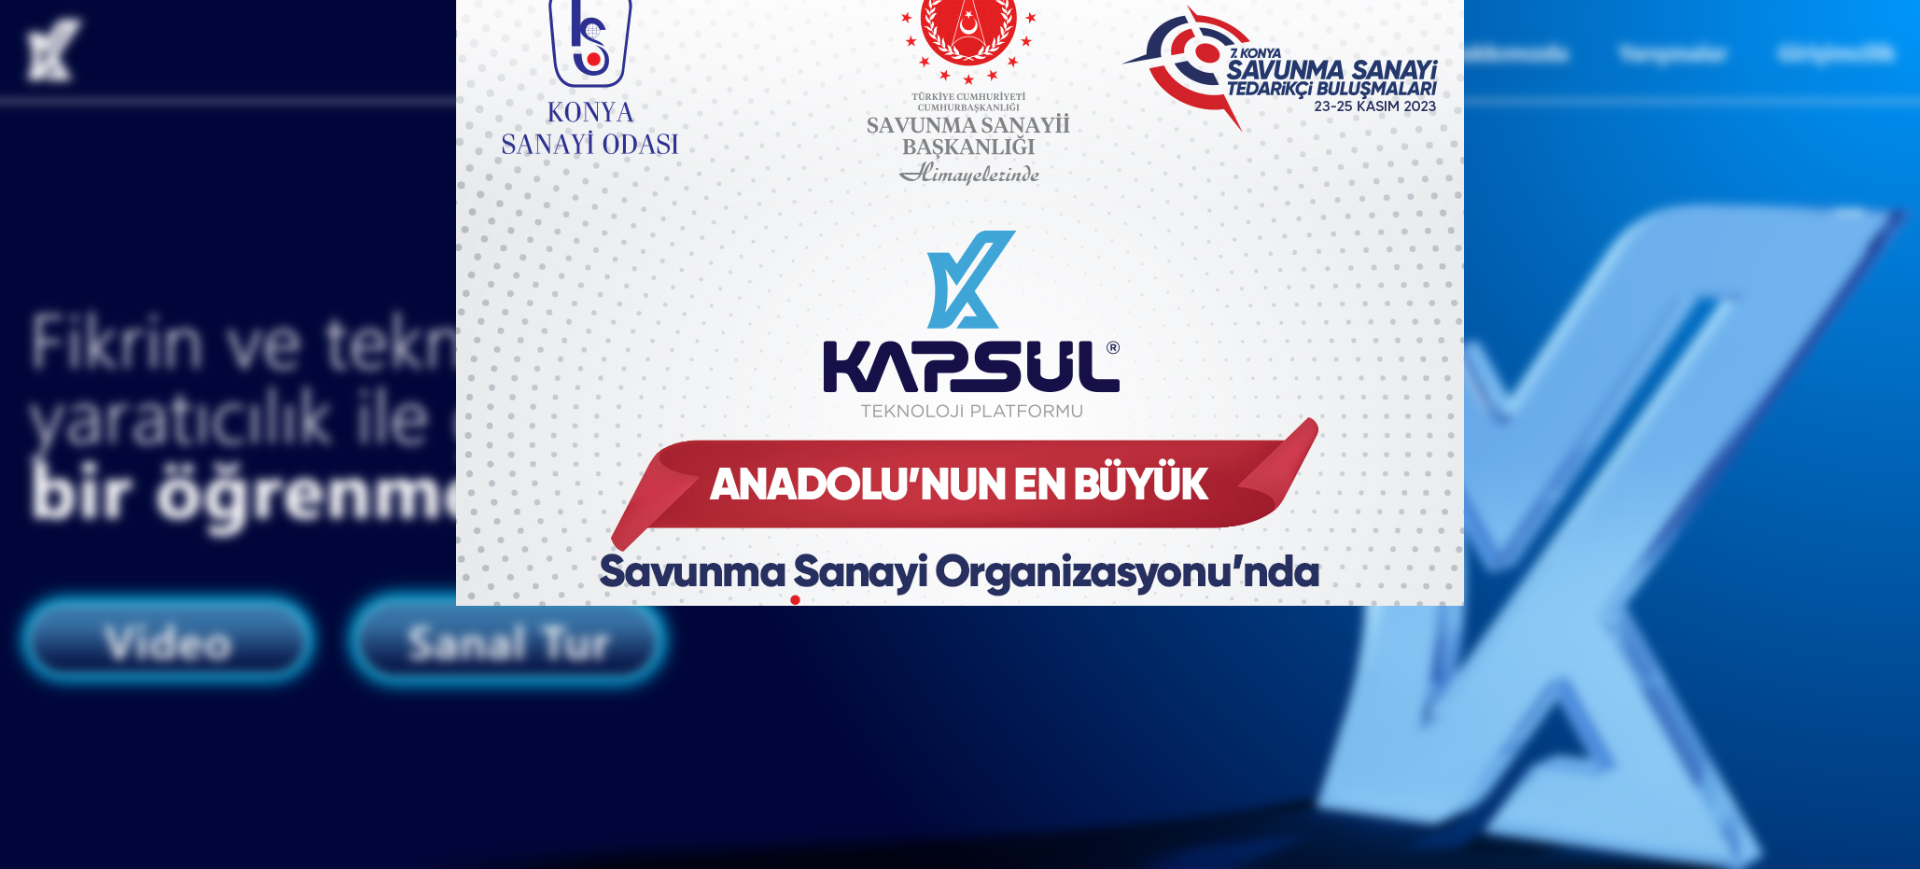 KONYA
SANAYİ ODASI
TÜRKİYE CUMHURİYETİ
CUMHURBAŞKANLIĞI
SAVUNMA SANAYİİ
BAŞKANLIĞI
Himayelerinde
7. KONYA
SAVUNMA SANAYİ
TEDARİKÇİ BULUŞMALARI
23-25 KASIM 2023
Yarışmalar
Girişimcilik
KAPSUL®
TEKNOLOJİ PLATFORMU
ANADOLU'NUN EN BÜYÜK
Savunma Sanayi Organizasyonu'nda
Fikrin ve
yaratıcılık ile
bir
Video
Sanal Tur